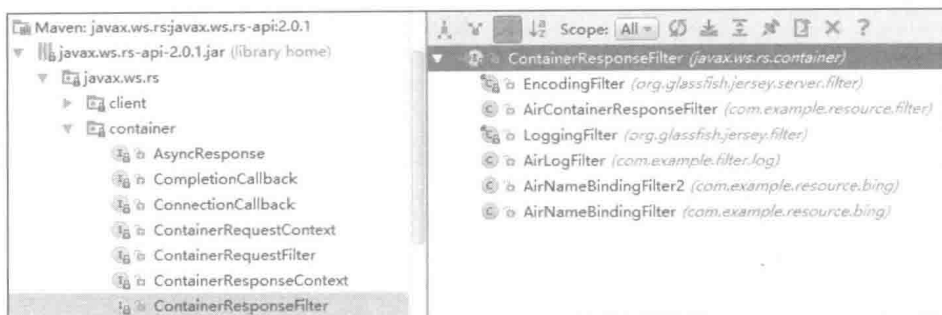 Maven: javax.ws.rs:javax.ws.rs-api:2.0.1
javax.ws.rs-api-2.0.1.jar (library home)
javax.ws.rs
client
container
AsyncResponse
CompletionCallback
ConnectionCallback
ContainerRequestContext
ContainerRequestFilter
ContainerResponseContext
ContainerResponseFilter
Scope: All
ContainerResponseFilter (javax.ws.rs.container)
EncodingFilter (org.glassfish.jersey.server.filter)
AirContainerResponseFilter (com.example.resource.filter)
LoggingFilter (org.glassfish.jersey.filter)
AirLogFilter (com.example.filter.log)
AirNameBindingFilter2 (com.example.resource.bing)
AirNameBindingFilter (com.example.resource.bing)